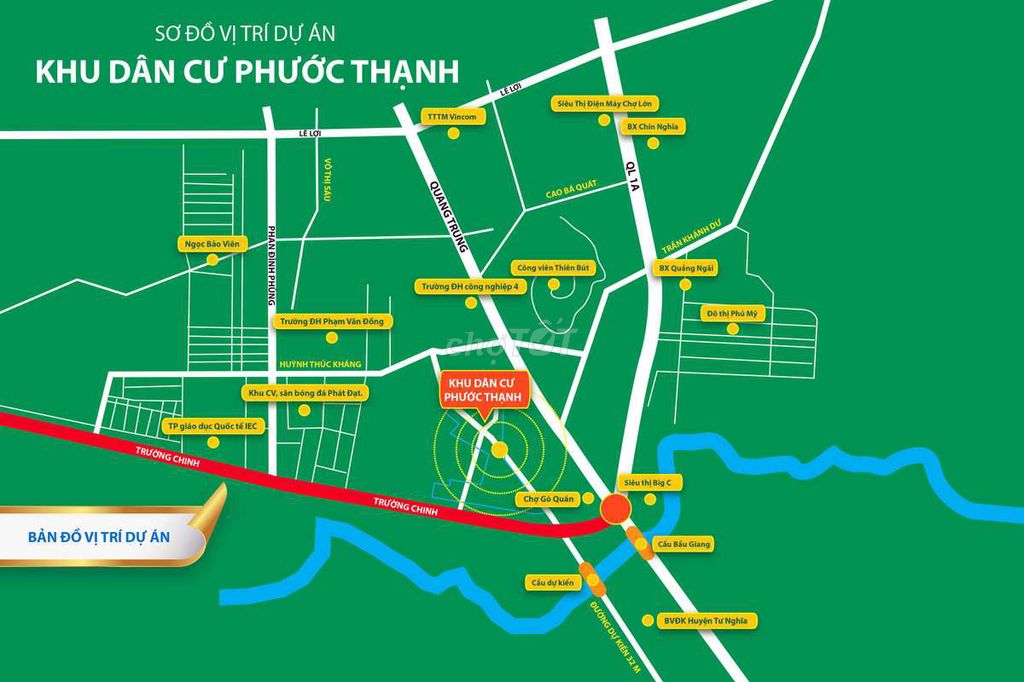 SƠ ĐỒ VỊ TRÍ DỰ ÁN
KHU DÂN CƯ PHƯỚC THẠNH
LÊ LỢI
TTTM Vincom
Siêu Thị Điện Máy Chợ Lớn
BX Chín Nghĩa
LÊ LỢI
VÕ THỊ SÁU
QUANG TRUNG
CAO BÁ QUÁT
QL 1A
TRẦN KHÁNH DƯ
Ngọc Bảo Viên
PHAN ĐÌNH PHÙNG
Công viên Thiên Bút
BX Quảng Ngãi
Trường ĐH công nghiệp 4
Đô thị Phú Mỹ
Trường ĐH Phạm Văn Đồng
chợTỐT
HUỲNH THÚC KHÁNG
KHU DÂN CƯ
PHƯỚC THẠNH
Khu CV, sân bóng đá Phát Đạt.
TP giáo dục Quốc tế IEC
TRƯỜNG CHINH
TRƯỜNG CHINH
Siêu thị Big C
Chợ Gò Quán
BẢN ĐỒ VỊ TRÍ DỰ ÁN
Cầu Bầu Giang
Cầu dự kiến
ĐƯỜNG DỰ KIẾN 32 M
BVĐK Huyện Tư Nghĩa